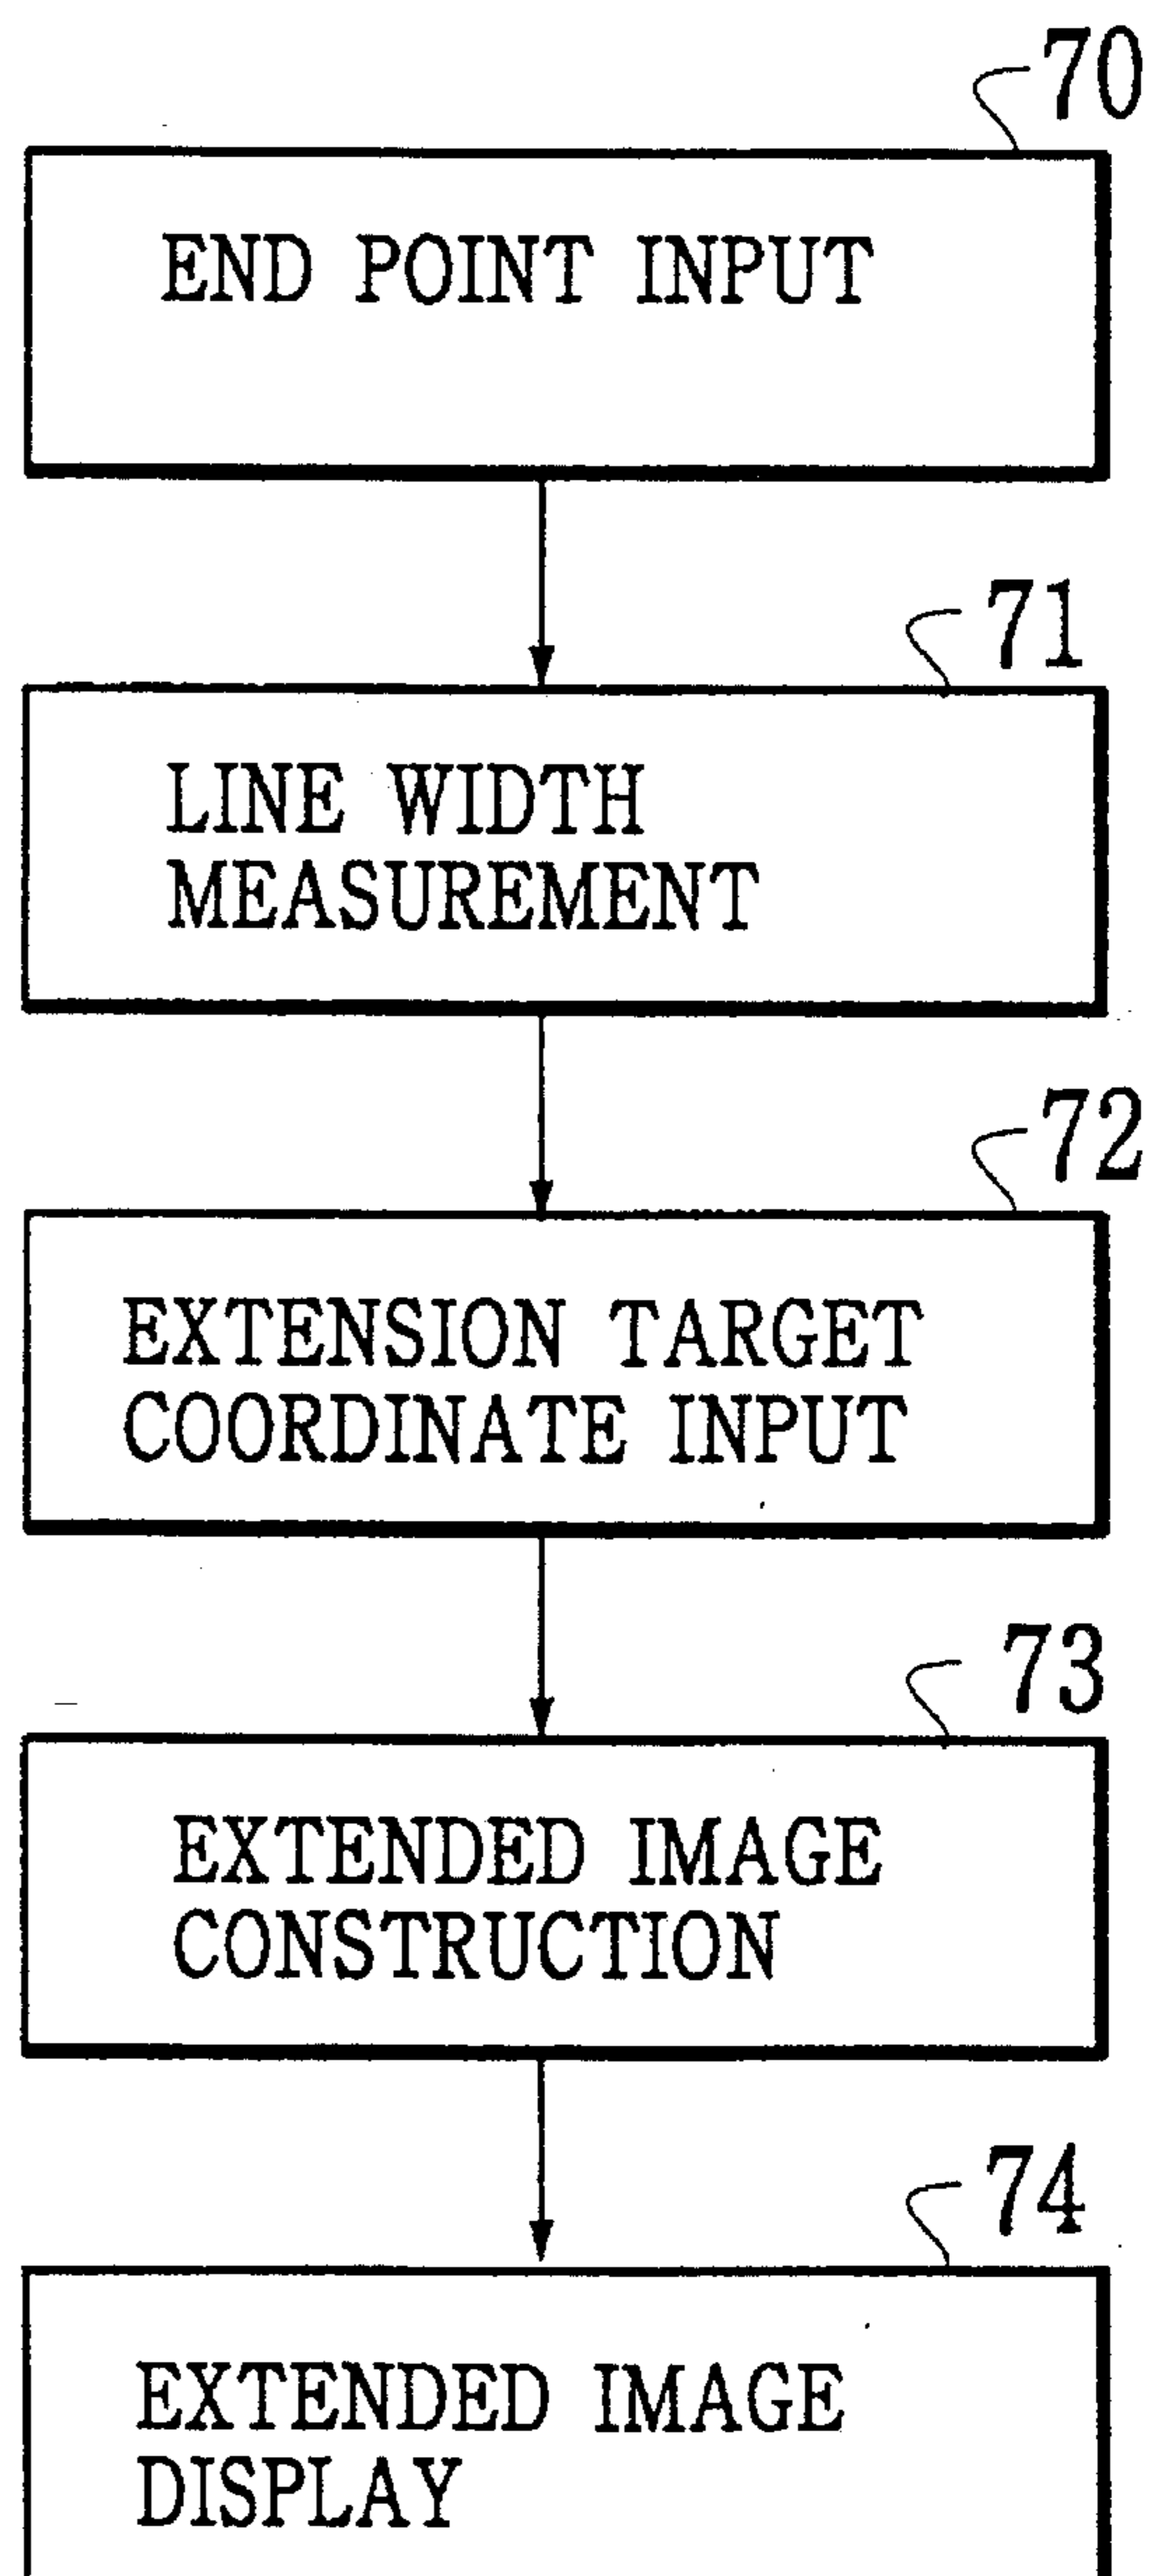 70
END POINT INPUT
71
LINE WIDTH
MEASUREMENT
72
EXTENSION TARGET
COORDINATE INPUT
73
EXTENDED IMAGE
CONSTRUCTION
74
EXTENDED IMAGE
DISPLAY